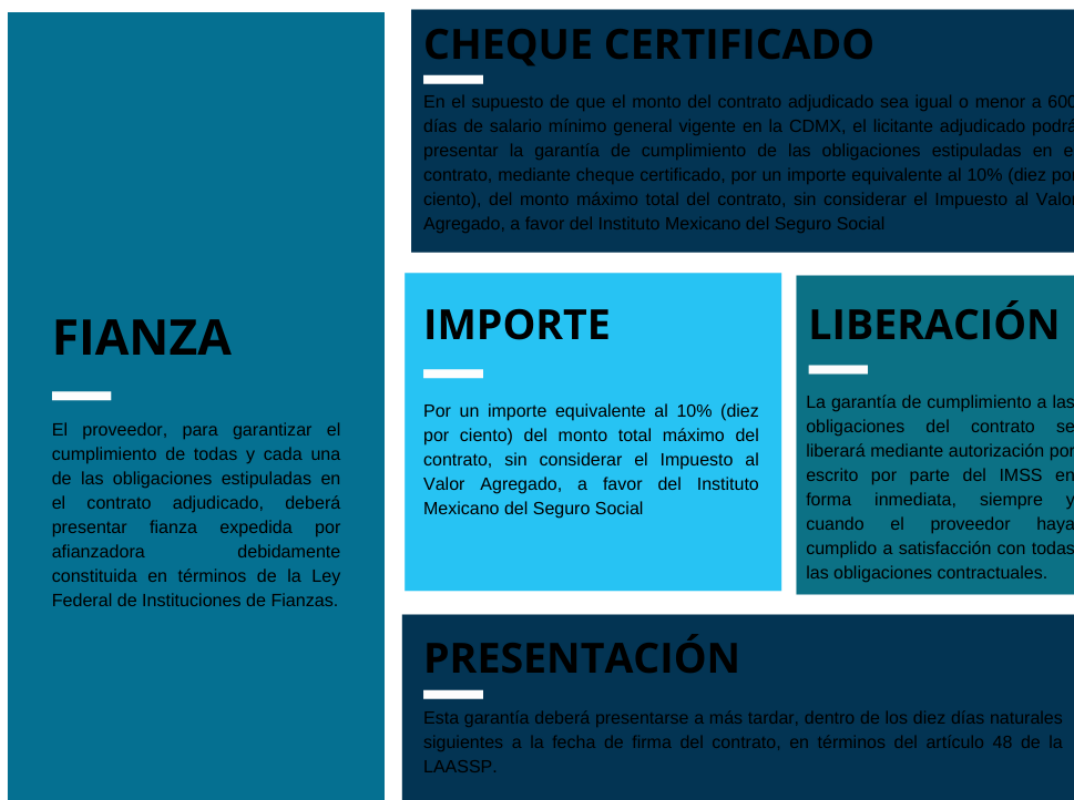 FIANZA
El proveedor, para garantizar el
cumplimiento de todas y cada una
de las obligaciones estipuladas en
el contrato adjudicado, deberá
presentar fianza expedida por
afianzadora debidamente
constituida en términos de la Ley
Federal de Instituciones de Fianzas.
CHEQUE CERTIFICADO
En el supuesto de que el monto del contrato adjudicado sea igual o menor a 600
días de salario mínimo general vigente en la CDMX, el licitante adjudicado podrá
presentar la garantía de cumplimiento de las obligaciones estipuladas en el
contrato, mediante cheque certificado, por un importe equivalente al 10% (diez por
ciento), del monto máximo total del contrato, sin considerar el Impuesto al Valor
Agregado, a favor del Instituto Mexicano del Seguro Social
IMPORTE
Por un importe equivalente al 10% (diez
por ciento) del monto total máximo del
contrato, sin considerar el Impuesto al
Valor Agregado, a favor del Instituto
Mexicano del Seguro Social
LIBERACIÓN
La garantía de cumplimiento a las
obligaciones del contrato se
liberará mediante autorización por
escrito por parte del IMSS en
forma inmediata, siempre y
cuando el proveedor haya
cumplido a satisfacción con todas
las obligaciones contractuales.
PRESENTACIÓN
Esta garantía deberá presentarse a más tardar, dentro de los diez días naturales
siguientes a la fecha de firma del contrato, en términos del artículo 48 de la
LAASSP.